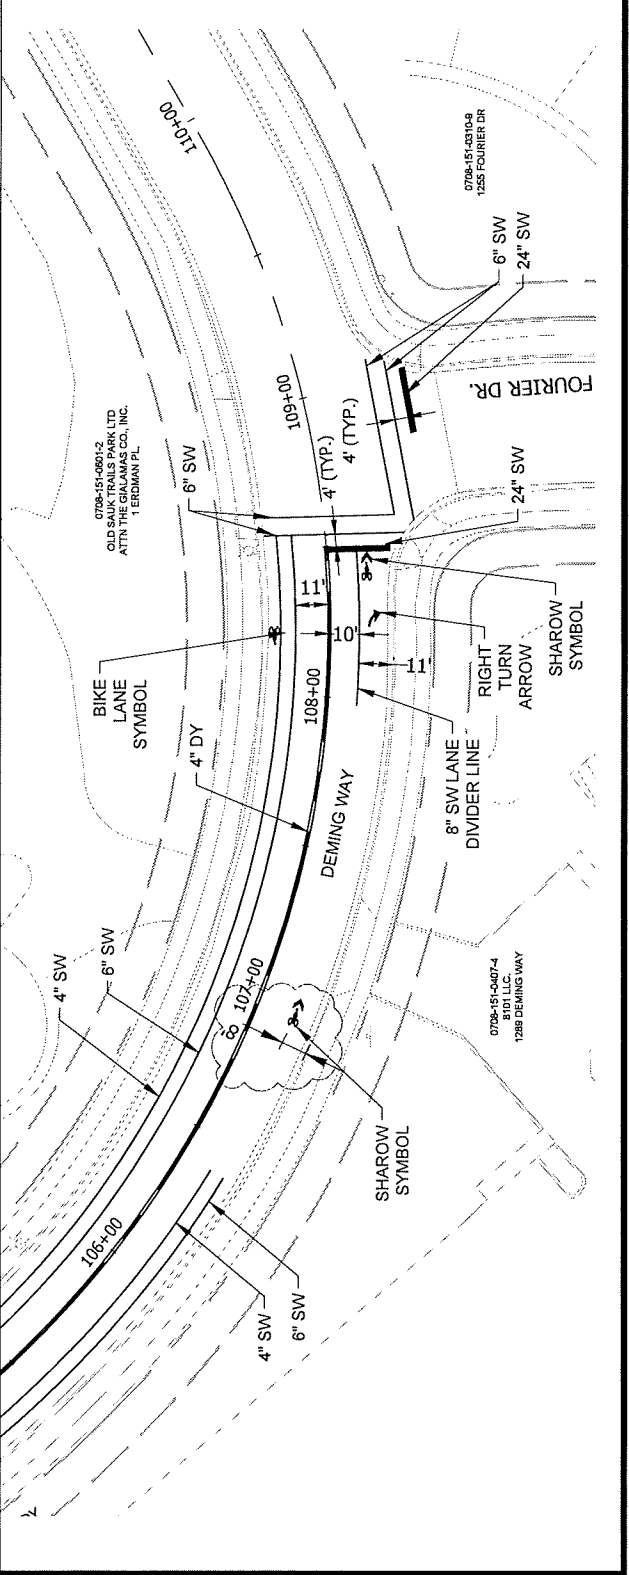 110+00
0708-151-0310-9
1255 FOURIER DR
6" SW
24" SW
FOURIER DR.
109+00
4' (TYP.)
4' (TYP.)
0708-151-0601-2
OLD SAUK TRAILS PARK LTD
ATTN THE GIALAMAS CO., INC.
1 ERDMAN PL
6" SW
24" SW
11'
10'
11'
BIKE
LANE
SYMBOL
108+00
RIGHT
TURN
ARROW
SHAROW
SYMBOL
4" DY
DEMING WAY
8" SW LANE
DIVIDER LINE
4" SW
6" SW
107+00
8'
0708-151-0407-4
8101 LLC.
1289 DEMING WAY
SHAROW
SYMBOL
106+00
4" SW
6" SW